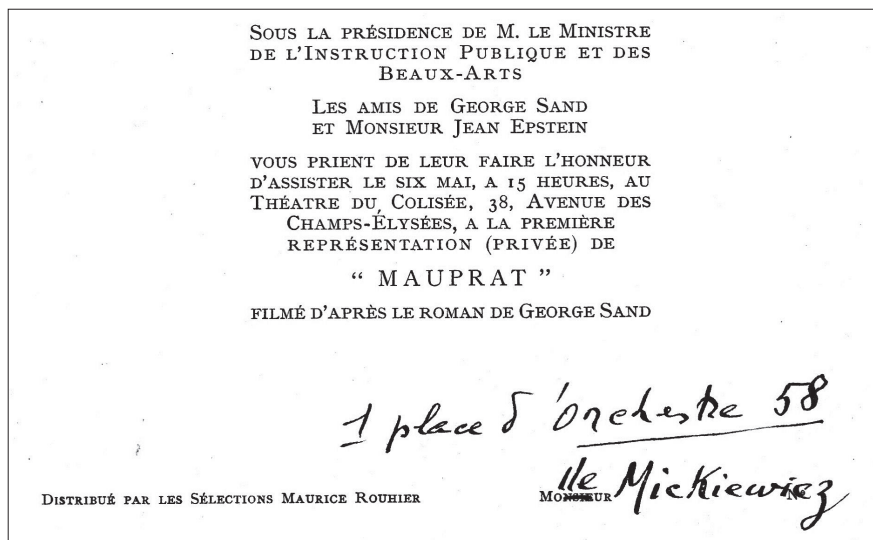 SOUS LA PRÉSIDENCE DE M. LE MINISTRE
DE L'INSTRUCTION PUBLIQUE ET DES
BEAUX-ARTS
LES AMIS DE GEORGE SAND
ET MONSIEUR JEAN EPSTEIN
VOUS PRIENT DE LEUR FAIRE L'HONNEUR
D'ASSISTER LE SIX MAI, A 15 HEURES, AU
THÉATRE DU COLISÉE, 38, AVENUE DES
CHAMPS-ÉLYSÉES, A LA PREMIÈRE
REPRÉSENTATION (PRIVÉE) DE
“ MAUPRAT ”
FILMÉ D'APRÈS LE ROMAN DE GEORGE SAND
1 place d'Orchestre 58
DISTRIBUÉ PAR LES SÉLECTIONS MAURICE ROUHIER MONSIEUR lle Mickiewicz